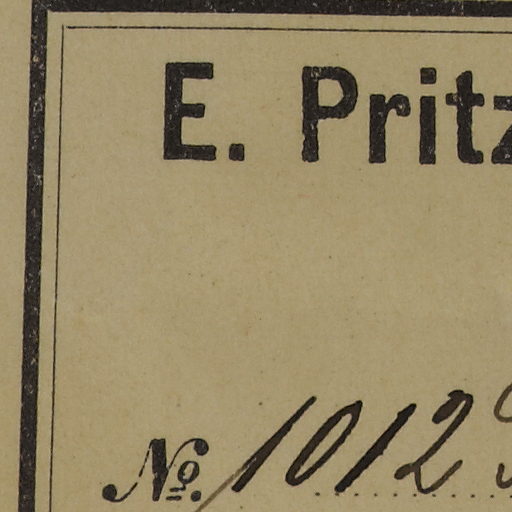 E. Pritz
№. 1012